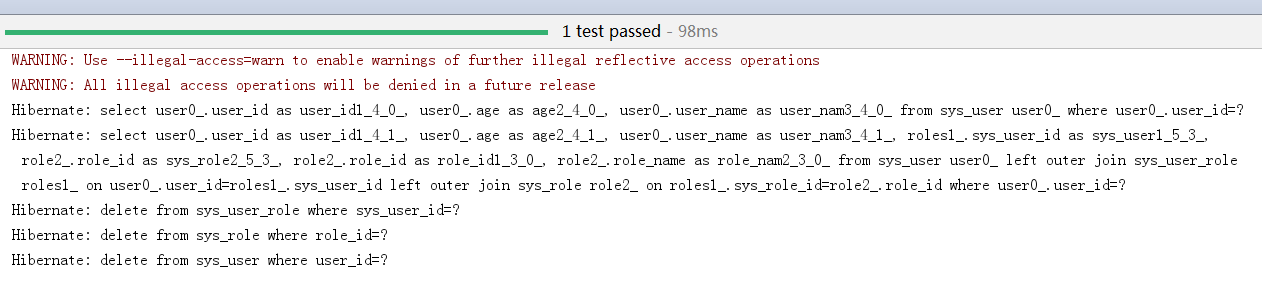 1 test passed - 98ms
WARNING: Use --illegal-access=warn to enable warnings of further illegal reflective access operations
WARNING: All illegal access operations will be denied in a future release
Hibernate: select user0_.user_id as user_id1_4_0_, user0_.age as age2_4_0_, user0_.user_name as user_nam3_4_0_ from sys_user user0_ where user0_.user_id=?
Hibernate: select user0_.user_id as user_id1_4_1_, user0_.age as age2_4_1_, user0_.user_name as user_nam3_4_1_, roles1_.sys_user_id as sys_user1_5_3_,
role2_.role_id as sys_role2_5_3_, role2_.role_id as role_id1_3_0_, role2_.role_name as role_nam2_3_0_ from sys_user user0_ left outer join sys_user_role
roles1_ on user0_.user_id=roles1_.sys_user_id left outer join sys_role role2_ on roles1_.sys_role_id=role2_.role_id where user0_.user_id=?
Hibernate: delete from sys_user_role where sys_user_id=?
Hibernate: delete from sys_role where role_id=?
Hibernate: delete from sys_user where user_id=?